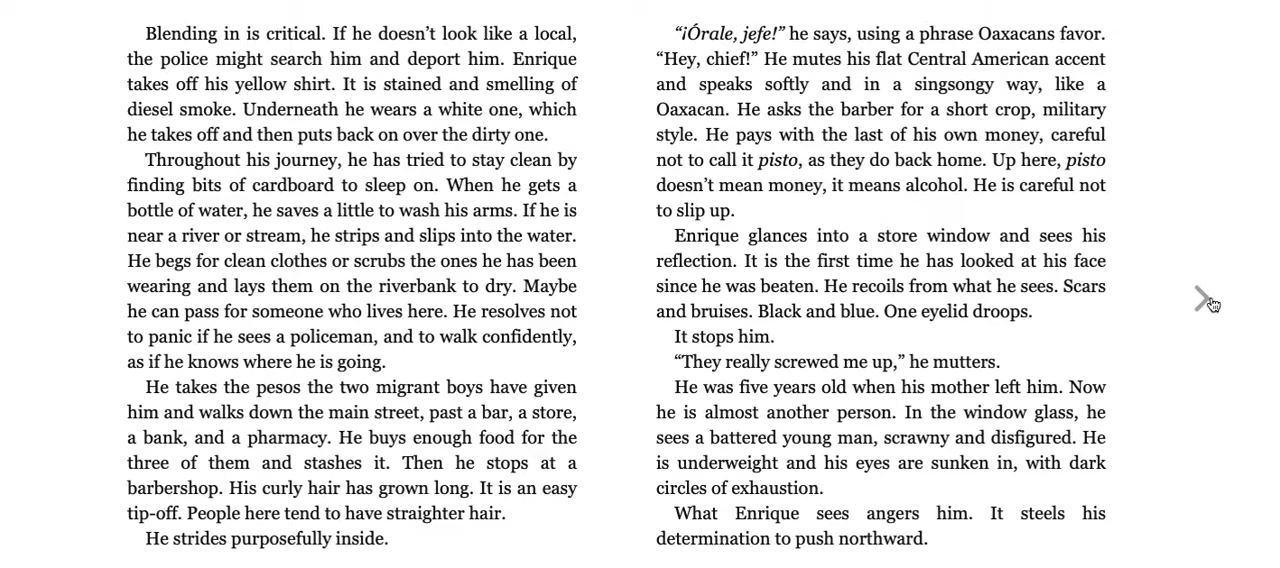 Blending in is critical. If he doesn’t look like a local,
the police might search him and deport him. Enrique
takes off his yellow shirt. It is stained and smelling of
diesel smoke. Underneath he wears a white one, which
he takes off and then puts back on over the dirty one.
Throughout his journey, he has tried to stay clean by
finding bits of cardboard to sleep on. When he gets a
bottle of water, he saves a little to wash his arms. If he is
near a river or stream, he strips and slips into the water.
He begs for clean clothes or scrubs the ones he has been
wearing and lays them on the riverbank to dry. Maybe
he can pass for someone who lives here. He resolves not
to panic if he sees a policeman, and to walk confidently,
as if he knows where he is going.
He takes the pesos the two migrant boys have given
him and walks down the main street, past a bar, a store,
a bank, and a pharmacy. He buys enough food for the
three of them and stashes it. Then he stops at a
barbershop. His curly hair has grown long. It is an easy
tip-off. People here tend to have straighter hair.
He strides purposefully inside.
“¡Órale, jefe!” he says, using a phrase Oaxacans favor.
“Hey, chief!” He mutes his flat Central American accent
and speaks softly and in a singsongy way, like a
Oaxacan. He asks the barber for a short crop, military
style. He pays with the last of his own money, careful
not to call it pisto, as they do back home. Up here, pisto
doesn’t mean money, it means alcohol. He is careful not
to slip up.
Enrique glances into a store window and sees his
reflection. It is the first time he has looked at his face
since he was beaten. He recoils from what he sees. Scars
and bruises. Black and blue. One eyelid droops.
It stops him.
“They really screwed me up,” he mutters.
He was five years old when his mother left him. Now
he is almost another person. In the window glass, he
sees a battered young man, scrawny and disfigured. He
is underweight and his eyes are sunken in, with dark
circles of exhaustion.
What Enrique sees angers him. It steels his
determination to push northward.